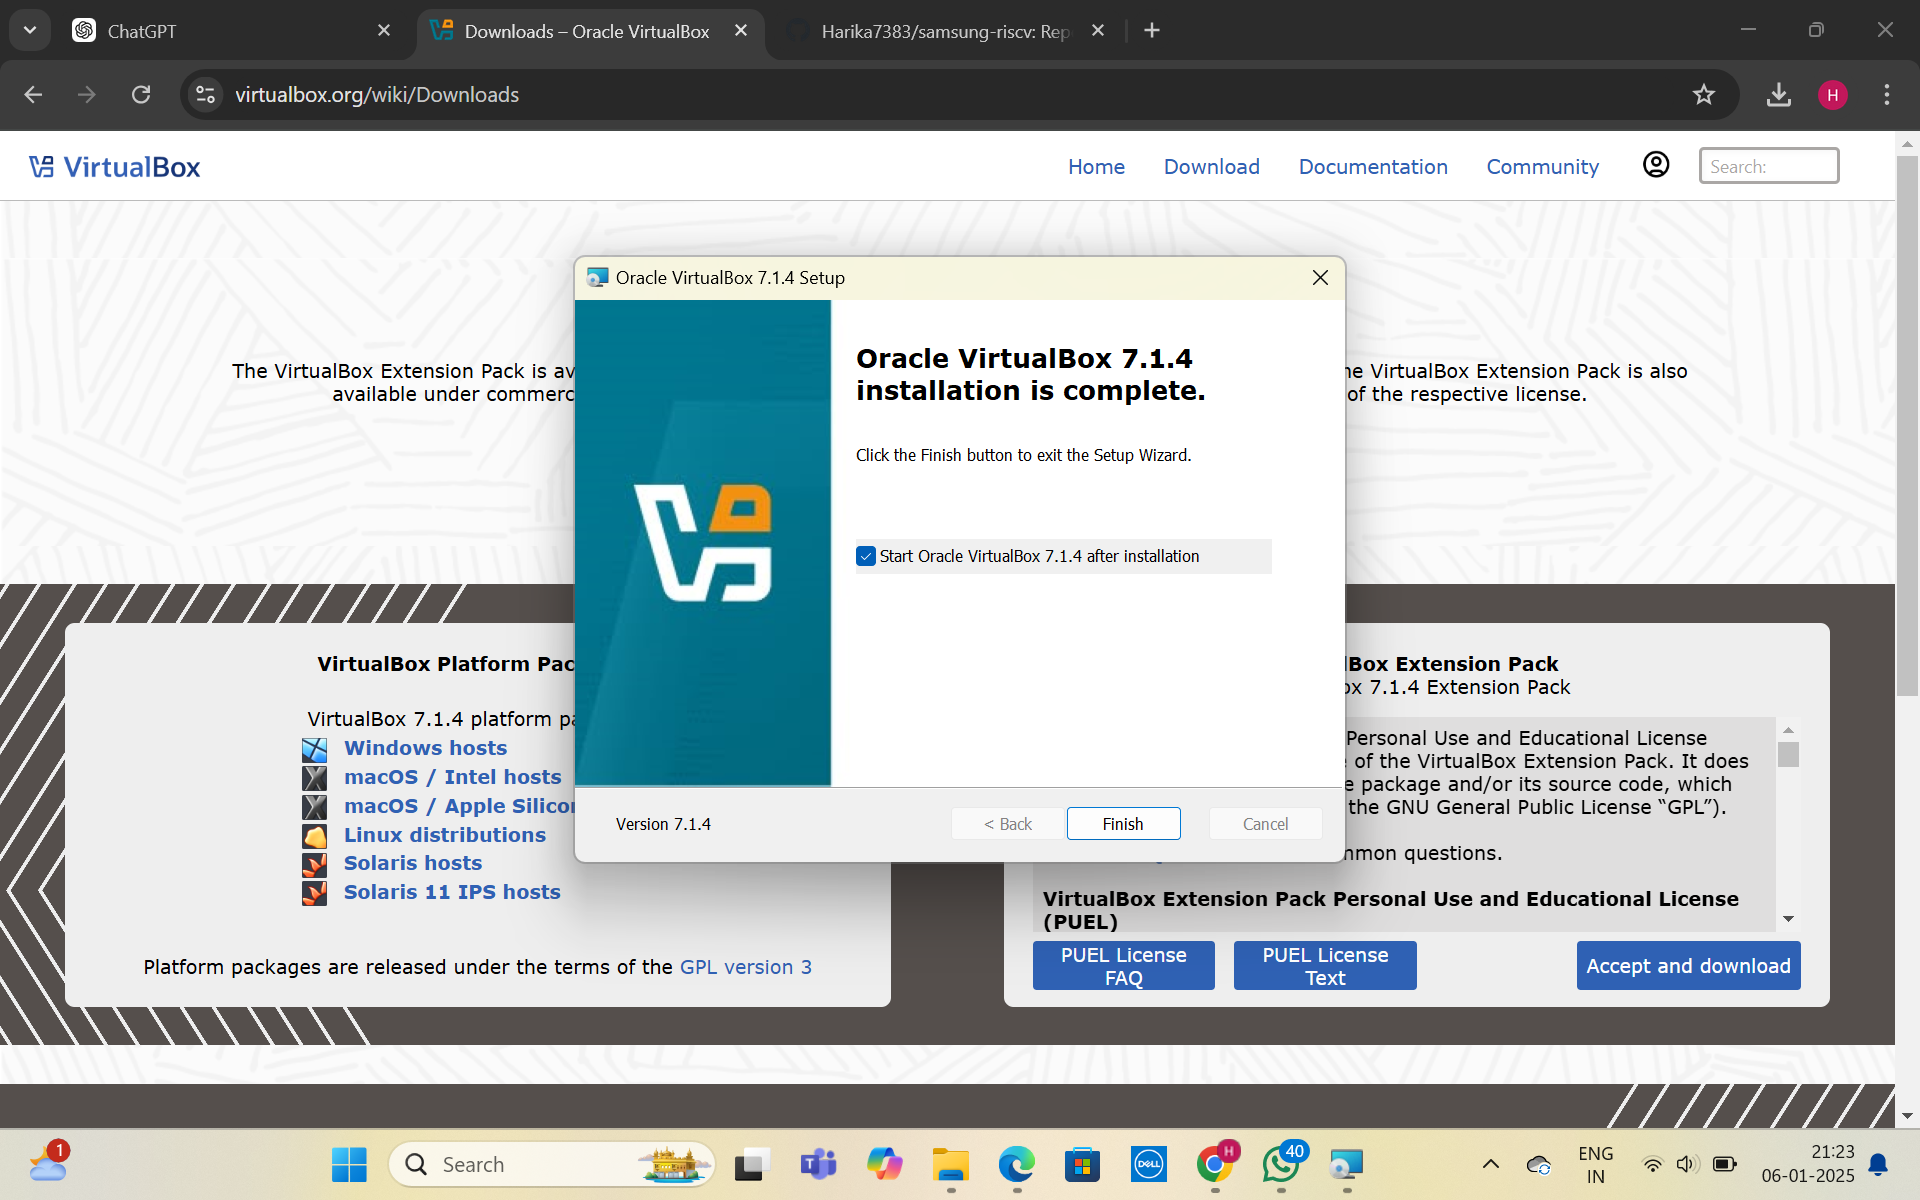 ChatGPT
Downloads – Oracle VirtualBox
Harika7383/samsung-riscv: Rep
virtualbox.org/wiki/Downloads
H
VirtualBox
Home
Download
Documentation
Community
Search:
The VirtualBox Extension Pack is av
he VirtualBox Extension Pack is also
available under commerc
of the respective license.
Oracle VirtualBox 7.1.4 Setup
Oracle VirtualBox 7.1.4
installation is complete.
Click the Finish button to exit the Setup Wizard.
Start Oracle VirtualBox 7.1.4 after installation
Version 7.1.4
< Back
Finish
Cancel
VirtualBox Platform Pac
VirtualBox 7.1.4 platform pa
Windows hosts
macOS / Intel hosts
macOS / Apple Silicon
Linux distributions
Solaris hosts
Solaris 11 IPS hosts
Platform packages are released under the terms of the GPL version 3
lBox Extension Pack
ox 7.1.4 Extension Pack
Personal Use and Educational License
of the VirtualBox Extension Pack. It does
e package and/or its source code, which
the GNU General Public License “GPL”).
mmon questions.
VirtualBox Extension Pack Personal Use and Educational License
(PUEL)
PUEL License
FAQ
PUEL License
Text
Accept and download
1
Search
T
DELL
H
40
ENG
IN
21:23
06-01-2025